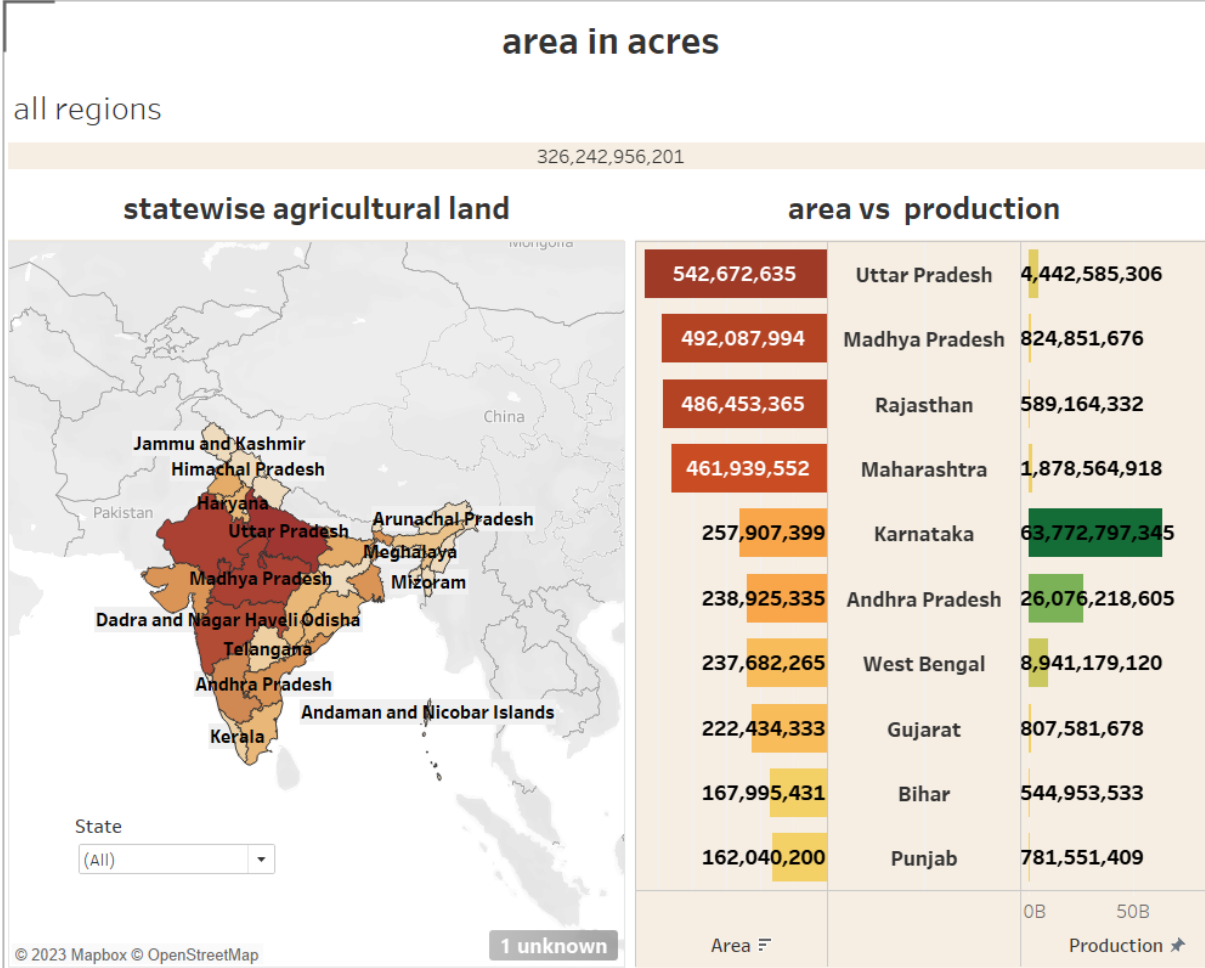 area in acres
all regions
326,242,956,201
statewise agricultural land
area vs production
Mongolia
China
Pakistan
Jammu and Kashmir
Himachal Pradesh
Haryana
Uttar Pradesh
Arunachal Pradesh
Meghalaya
Madhya Pradesh
Mizoram
Dadra and Nagar Haveli Odisha
Telangana
Andhra Pradesh
Andaman and Nicobar Islands
Kerala
State
(All)
© 2023 Mapbox © OpenStreetMap
1 unknown
542,672,635 Uttar Pradesh 4,442,585,306
492,087,994 Madhya Pradesh 824,851,676
486,453,365 Rajasthan 589,164,332
461,939,552 Maharashtra 1,878,564,918
257,907,399 Karnataka 63,772,797,345
238,925,335 Andhra Pradesh 26,076,218,605
237,682,265 West Bengal 8,941,179,120
222,434,333 Gujarat 807,581,678
167,995,431 Bihar 544,953,533
162,040,200 Punjab 781,551,409
0B 50B
Area Production